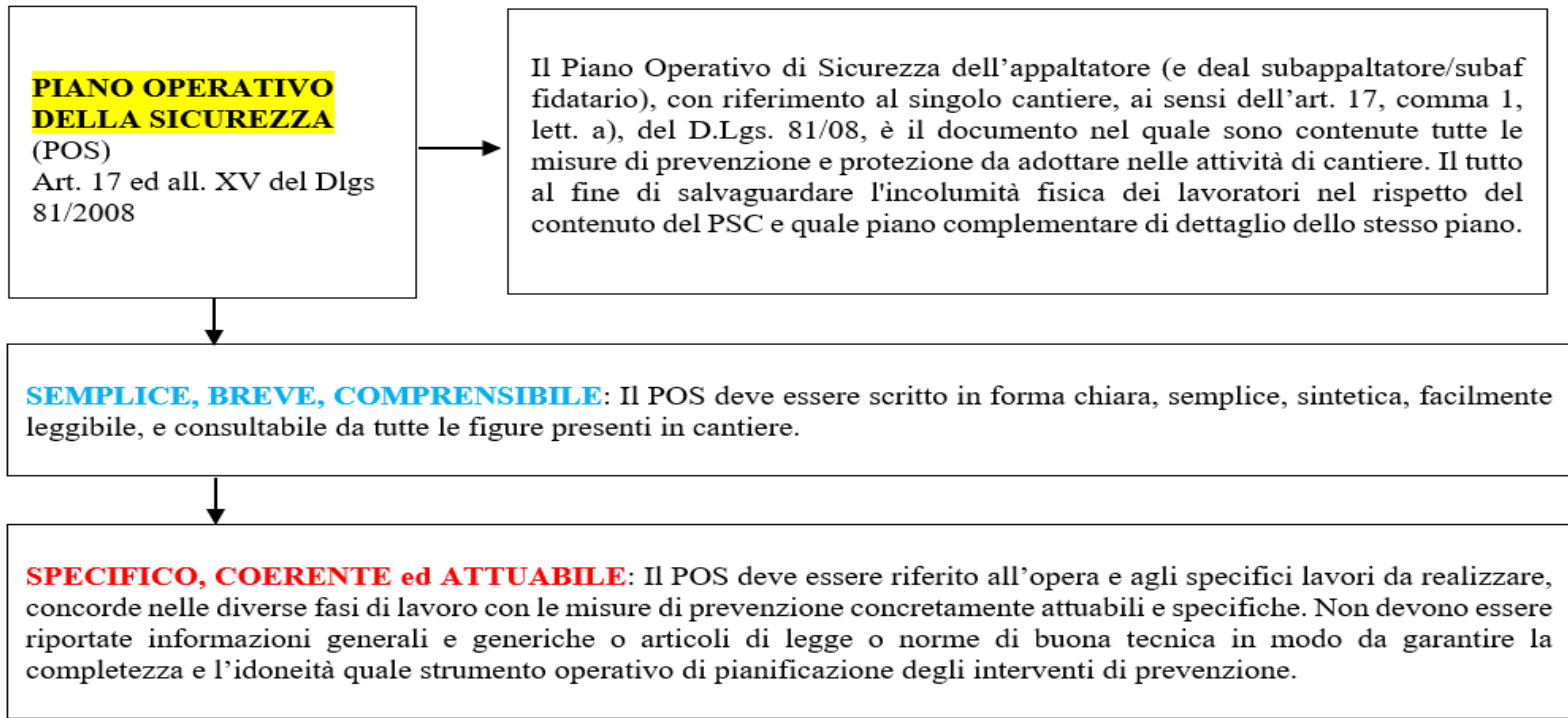 PIANO OPERATIVO
DELLA SICUREZZA
(POS)
Art. 17 ed all. XV del Dlgs
81/2008
Il Piano Operativo di Sicurezza dell’appaltatore (e deal subappaltatore/subaf
fidatario), con riferimento al singolo cantiere, ai sensi dell’art. 17, comma 1,
lett. a), del D.Lgs. 81/08, è il documento nel quale sono contenute tutte le
misure di prevenzione e protezione da adottare nelle attività di cantiere. Il tutto
al fine di salvaguardare l'incolumità fisica dei lavoratori nel rispetto del
contenuto del PSC e quale piano complementare di dettaglio dello stesso piano.
SEMPLICE, BREVE, COMPRENSIBILE: Il POS deve essere scritto in forma chiara, semplice, sintetica, facilmente
leggibile, e consultabile da tutte le figure presenti in cantiere.
SPECIFICO, COERENTE ed ATTUABILE: Il POS deve essere riferito all’opera e agli specifici lavori da realizzare,
concorde nelle diverse fasi di lavoro con le misure di prevenzione concretamente attuabili e specifiche. Non devono essere
riportate informazioni generali e generiche o articoli di legge o norme di buona tecnica in modo da garantire la
completezza e l’idoneità quale strumento operativo di pianificazione degli interventi di prevenzione.